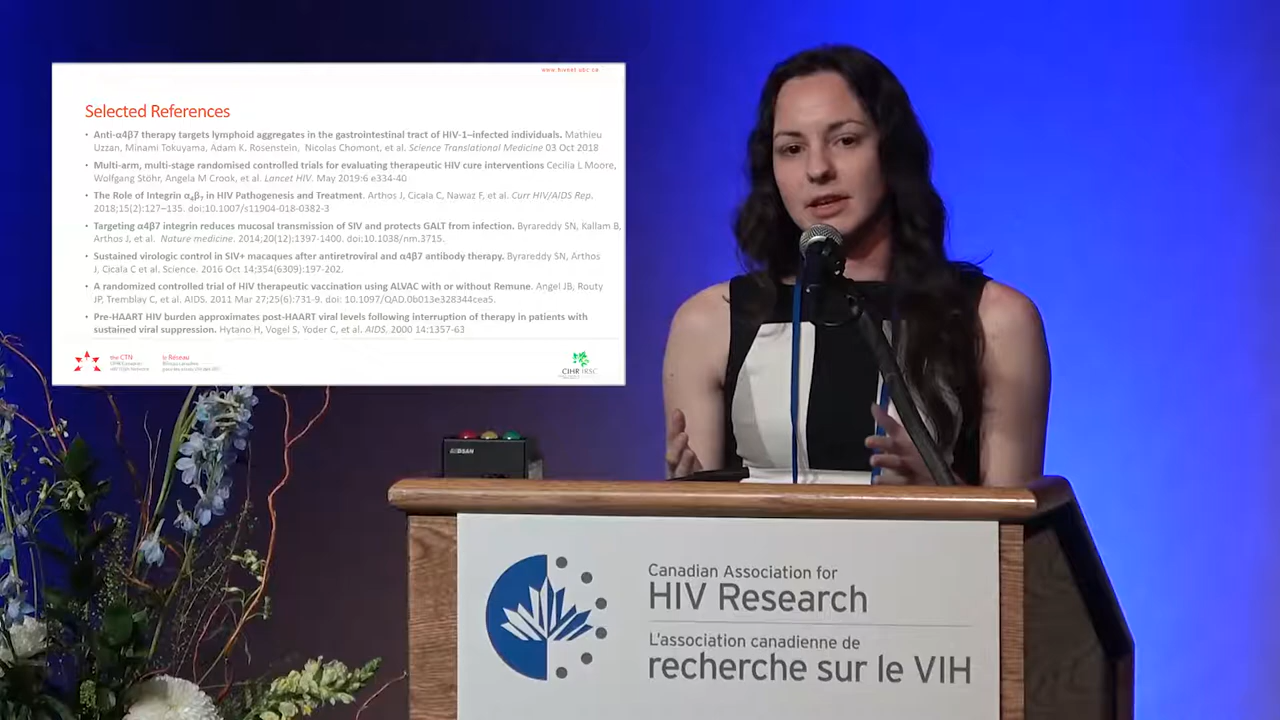 www.hivnet.ubc.ca
Selected References
• Anti-α4β7 therapy targets lymphoid aggregates in the gastrointestinal tract of HIV-1–infected individuals. Mathieu
Uzzan, Minami Tokuyama, Adam K. Rosenstein, Nicolas Chomont, et al. Science Translational Medicine 03 Oct 2018
• Multi-arm, multi-stage randomised controlled trials for evaluating therapeutic HIV cure interventions Cecilia L Moore,
Wolfgang Stöhr, Angela M Crook, et al. Lancet HIV. May 2019:6 e334-40
• The Role of Integrin α₄β₇ in HIV Pathogenesis and Treatment. Arthos J, Cicala C, Nawaz F, et al. Curr HIV/AIDS Rep.
2018;15(2):127–135. doi:10.1007/s11904-018-0382-3
• Targeting α4β7 integrin reduces mucosal transmission of SIV and protects GALT from infection. Byrareddy SN, Kallam B,
Arthos J, et al. Nature medicine. 2014;20(12):1397-1400. doi:10.1038/nm.3715.
• Sustained virologic control in SIV+ macaques after antiretroviral and α4β7 antibody therapy. Byrareddy SN, Arthos
J, Cicala C et al. Science. 2016 Oct 14;354(6309):197-202.
• A randomized controlled trial of HIV therapeutic vaccination using ALVAC with or without Remune. Angel JB, Routy
JP, Tremblay C, et al. AIDS. 2011 Mar 27;25(6):731-9. doi: 10.1097/QAD.0b013e328344cea5.
• Pre-HAART HIV burden approximates post-HAART viral levels following interruption of therapy in patients with
sustained viral suppression. Hytano H, Vogel S, Yoder C, et al. AIDS. 2000 14:1357-63
the CTN
le Réseau
CIHR IRSC
Canadian Association for
HIV Research
L'association canadienne de
recherche sur le VIH